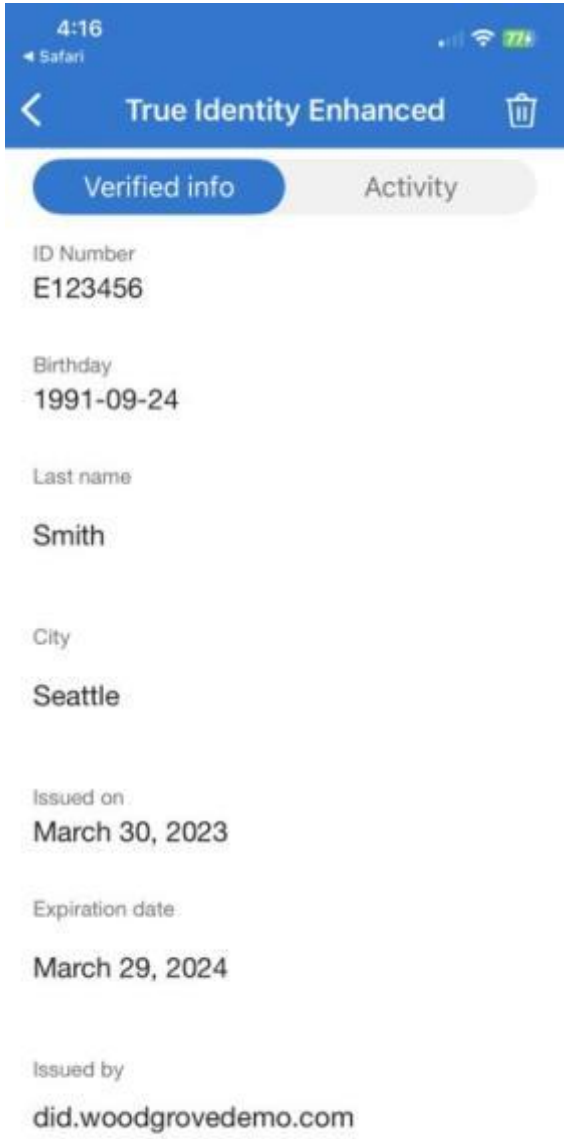 4:16
◀ Safari
77
True Identity Enhanced
Verified info
Activity
ID Number
E123456
Birthday
1991-09-24
Last name
Smith
City
Seattle
Issued on
March 30, 2023
Expiration date
March 29, 2024
Issued by
did.woodgrovedemo.com